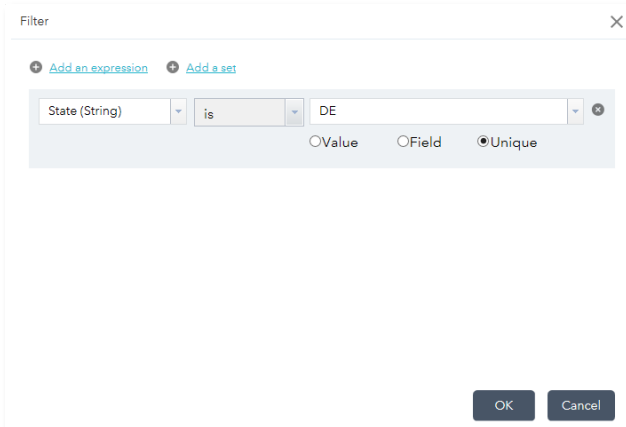 Filter
Add an expression Add a set
State (String) is DE
Value Field Unique
OK Cancel